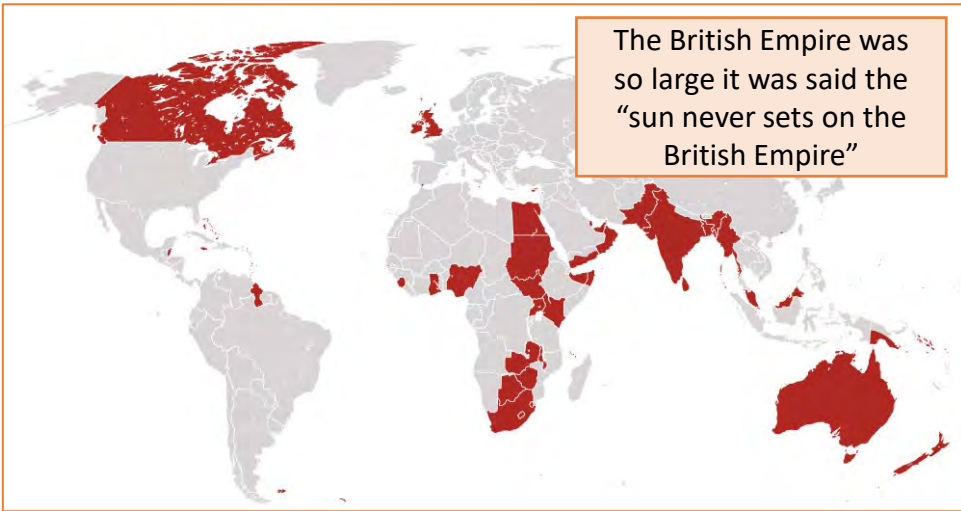 The British Empire was
so large it was said the
“sun never sets on the
British Empire”